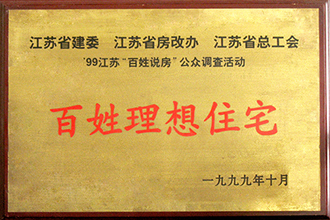 江苏省建委 江苏省房改办 江苏省总工会
'99江苏“百姓说房”公众调查活动
百姓理想住宅
一九九九年十月